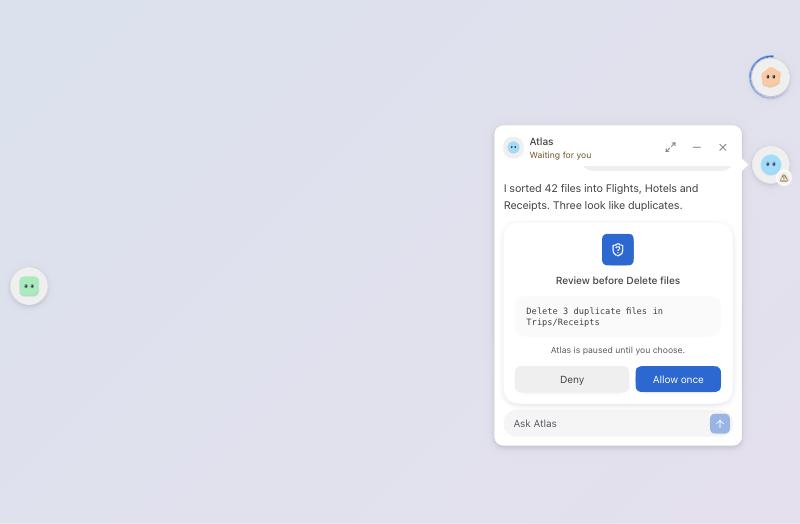 Atlas
Waiting for you
I sorted 42 files into Flights, Hotels and
Receipts. Three look like duplicates.
Review before Delete files
Delete 3 duplicate files in
Trips/Receipts
Atlas is paused until you choose.
Deny
Allow once
Ask Atlas